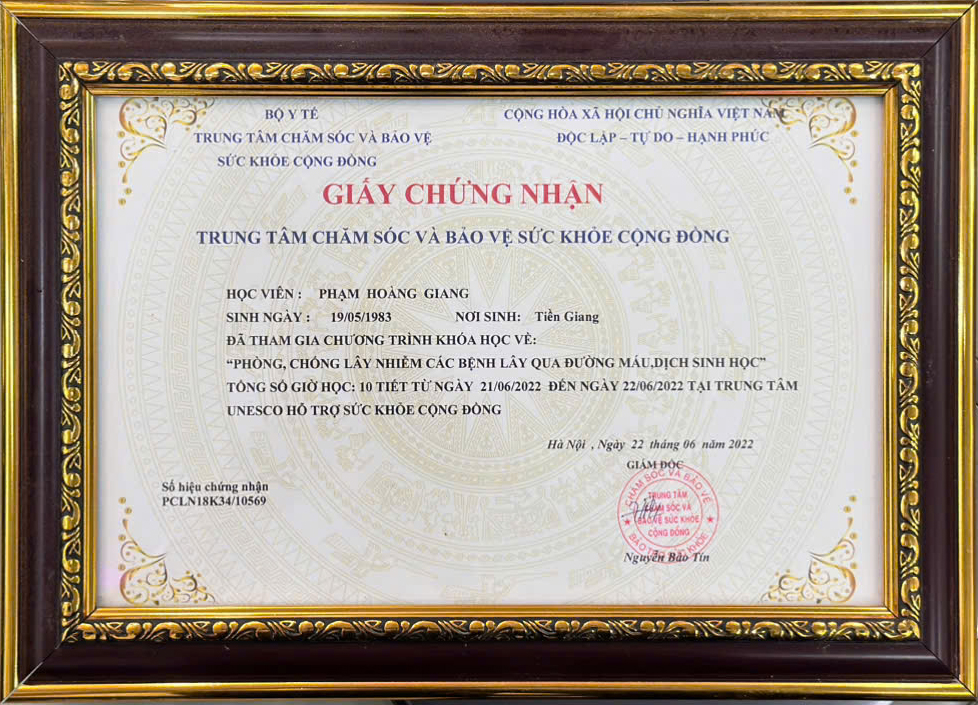 BỘ Y TẾ
TRUNG TÂM CHĂM SÓC VÀ BẢO VỆ
SỨC KHỎE CỘNG ĐỒNG
CỘNG HÒA XÃ HỘI CHỦ NGHĨA VIỆT NAM
ĐỘC LẬP – TỰ DO – HẠNH PHÚC
GIẤY CHỨNG NHẬN
TRUNG TÂM CHĂM SÓC VÀ BẢO VỆ SỨC KHỎE CỘNG ĐỒNG
HỌC VIÊN : PHẠM HOÀNG GIANG
SINH NGÀY : 19/05/1983 NƠI SINH: Tiền Giang
ĐÃ THAM GIA CHƯƠNG TRÌNH KHÓA HỌC VỀ:
“PHÒNG, CHỐNG LÂY NHIỄM CÁC BỆNH LÂY QUA ĐƯỜNG MÁU,DỊCH SINH HỌC”
TỔNG SỐ GIỜ HỌC: 10 TIẾT TỪ NGÀY 21/06/2022 ĐẾN NGÀY 22/06/2022 TẠI TRUNG TÂM
UNESCO HỖ TRỢ SỨC KHỎE CỘNG ĐỒNG
Hà Nội , Ngày 22 tháng 06 năm 2022
GIÁM ĐỐC
Số hiệu chứng nhận
PCLN18K34/10569
CHĂM SÓC VÀ BẢO VỆ
TRUNG TÂM
CHĂM SÓC VÀ
BẢO VỆ SỨC KHỎE
CỘNG ĐỒNG
Nguyễn Bảo Tín